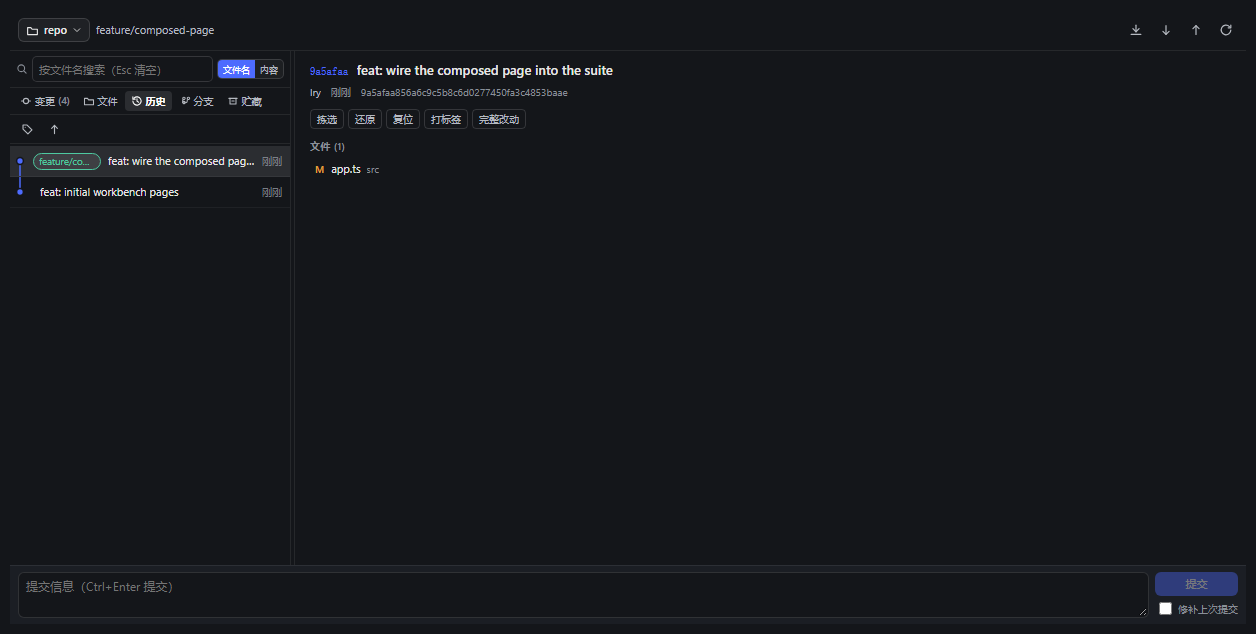 repo feature/composed-page
按文件名搜索（Esc 清空） 文件名 内容
变更 (4) 文件 历史 分支 贮藏
feature/co... feat: wire the composed pag... 刚刚
feat: initial workbench pages 刚刚
9a5afaa feat: wire the composed page into the suite
lry 刚刚 9a5afaa856a6c9c5b8c6d0277450fa3c4853baae
拣选 还原 复位 打标签 完整改动
文件 (1)
M app.ts src
提交信息（Ctrl+Enter 提交） 提交
修补上次提交